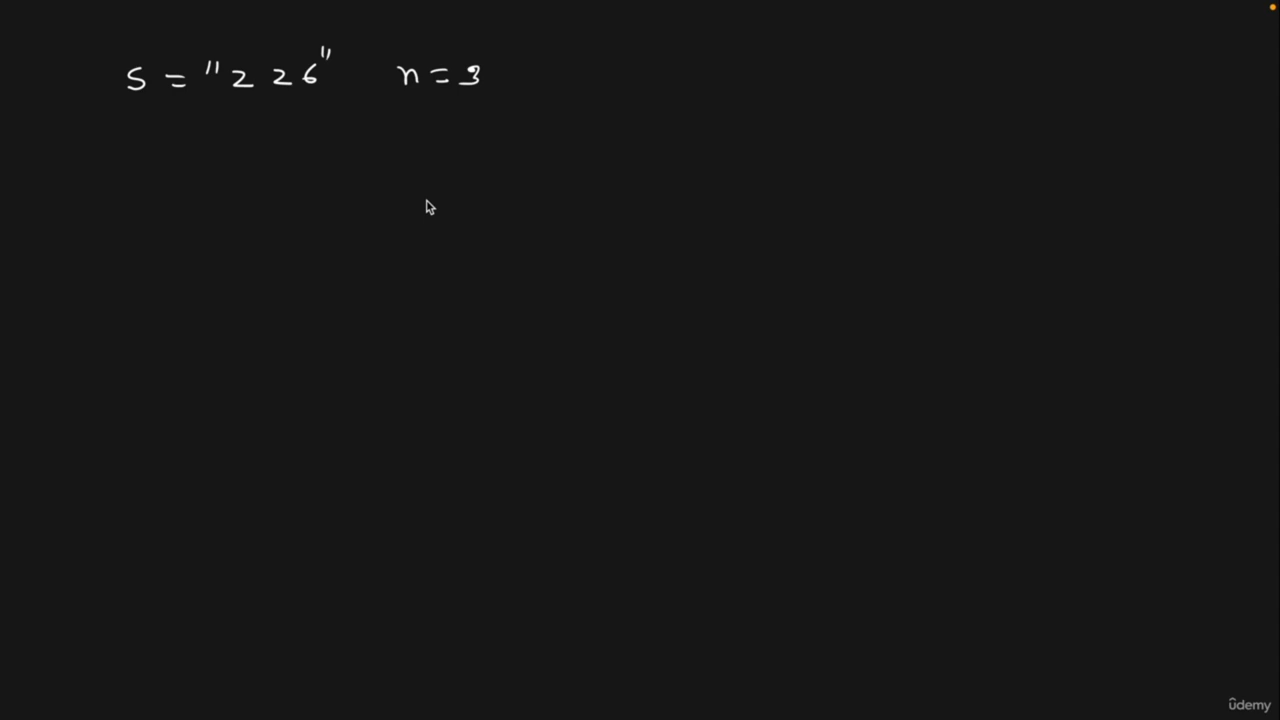 S = "226" n = 3
ûdemy